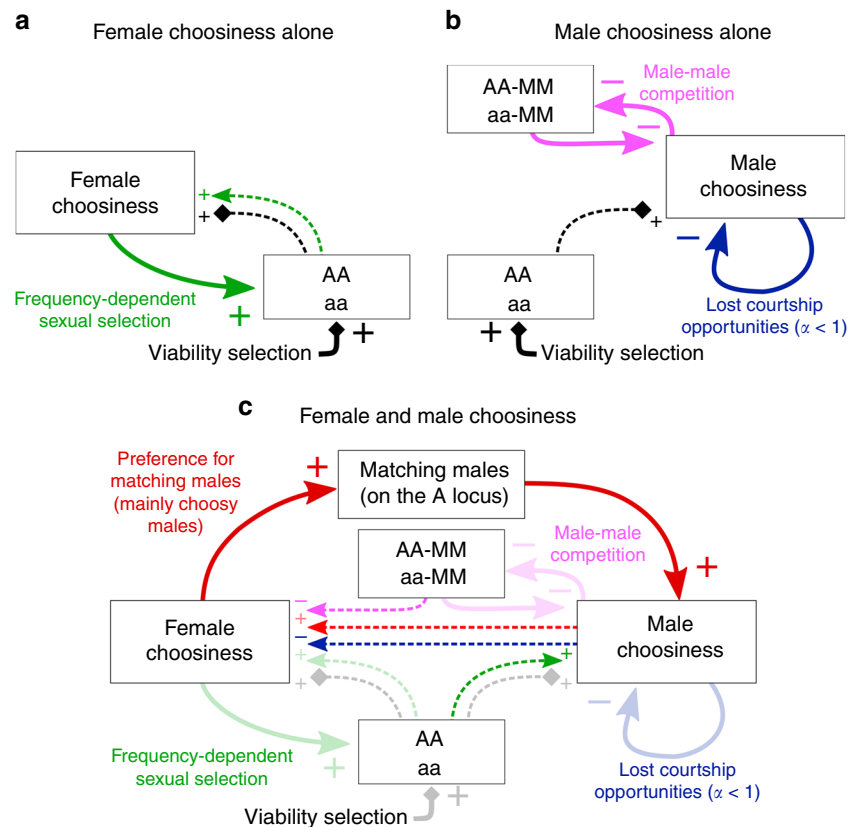 a
Female choosiness alone
Female
choosiness
+
+
AA
aa
Frequency-dependent
sexual selection
+
+
Viability selection
b
Male choosiness alone
AA-MM
aa-MM
−
Male-male
competition
−
Male
choosiness
+
−
AA
aa
Lost courtship
opportunities (α < 1)
+
Viability selection
c
Female and male choosiness
Preference for
matching males
(mainly choosy
males)
+
Matching males
(on the A locus)
AA-MM
aa-MM
−
Male-male
competition
−
+
Female
choosiness
−
+
−
+
+
Male
choosiness
+
+
−
AA
aa
Frequency-dependent
sexual selection
+
+
Viability selection
Lost courtship
opportunities (α < 1)